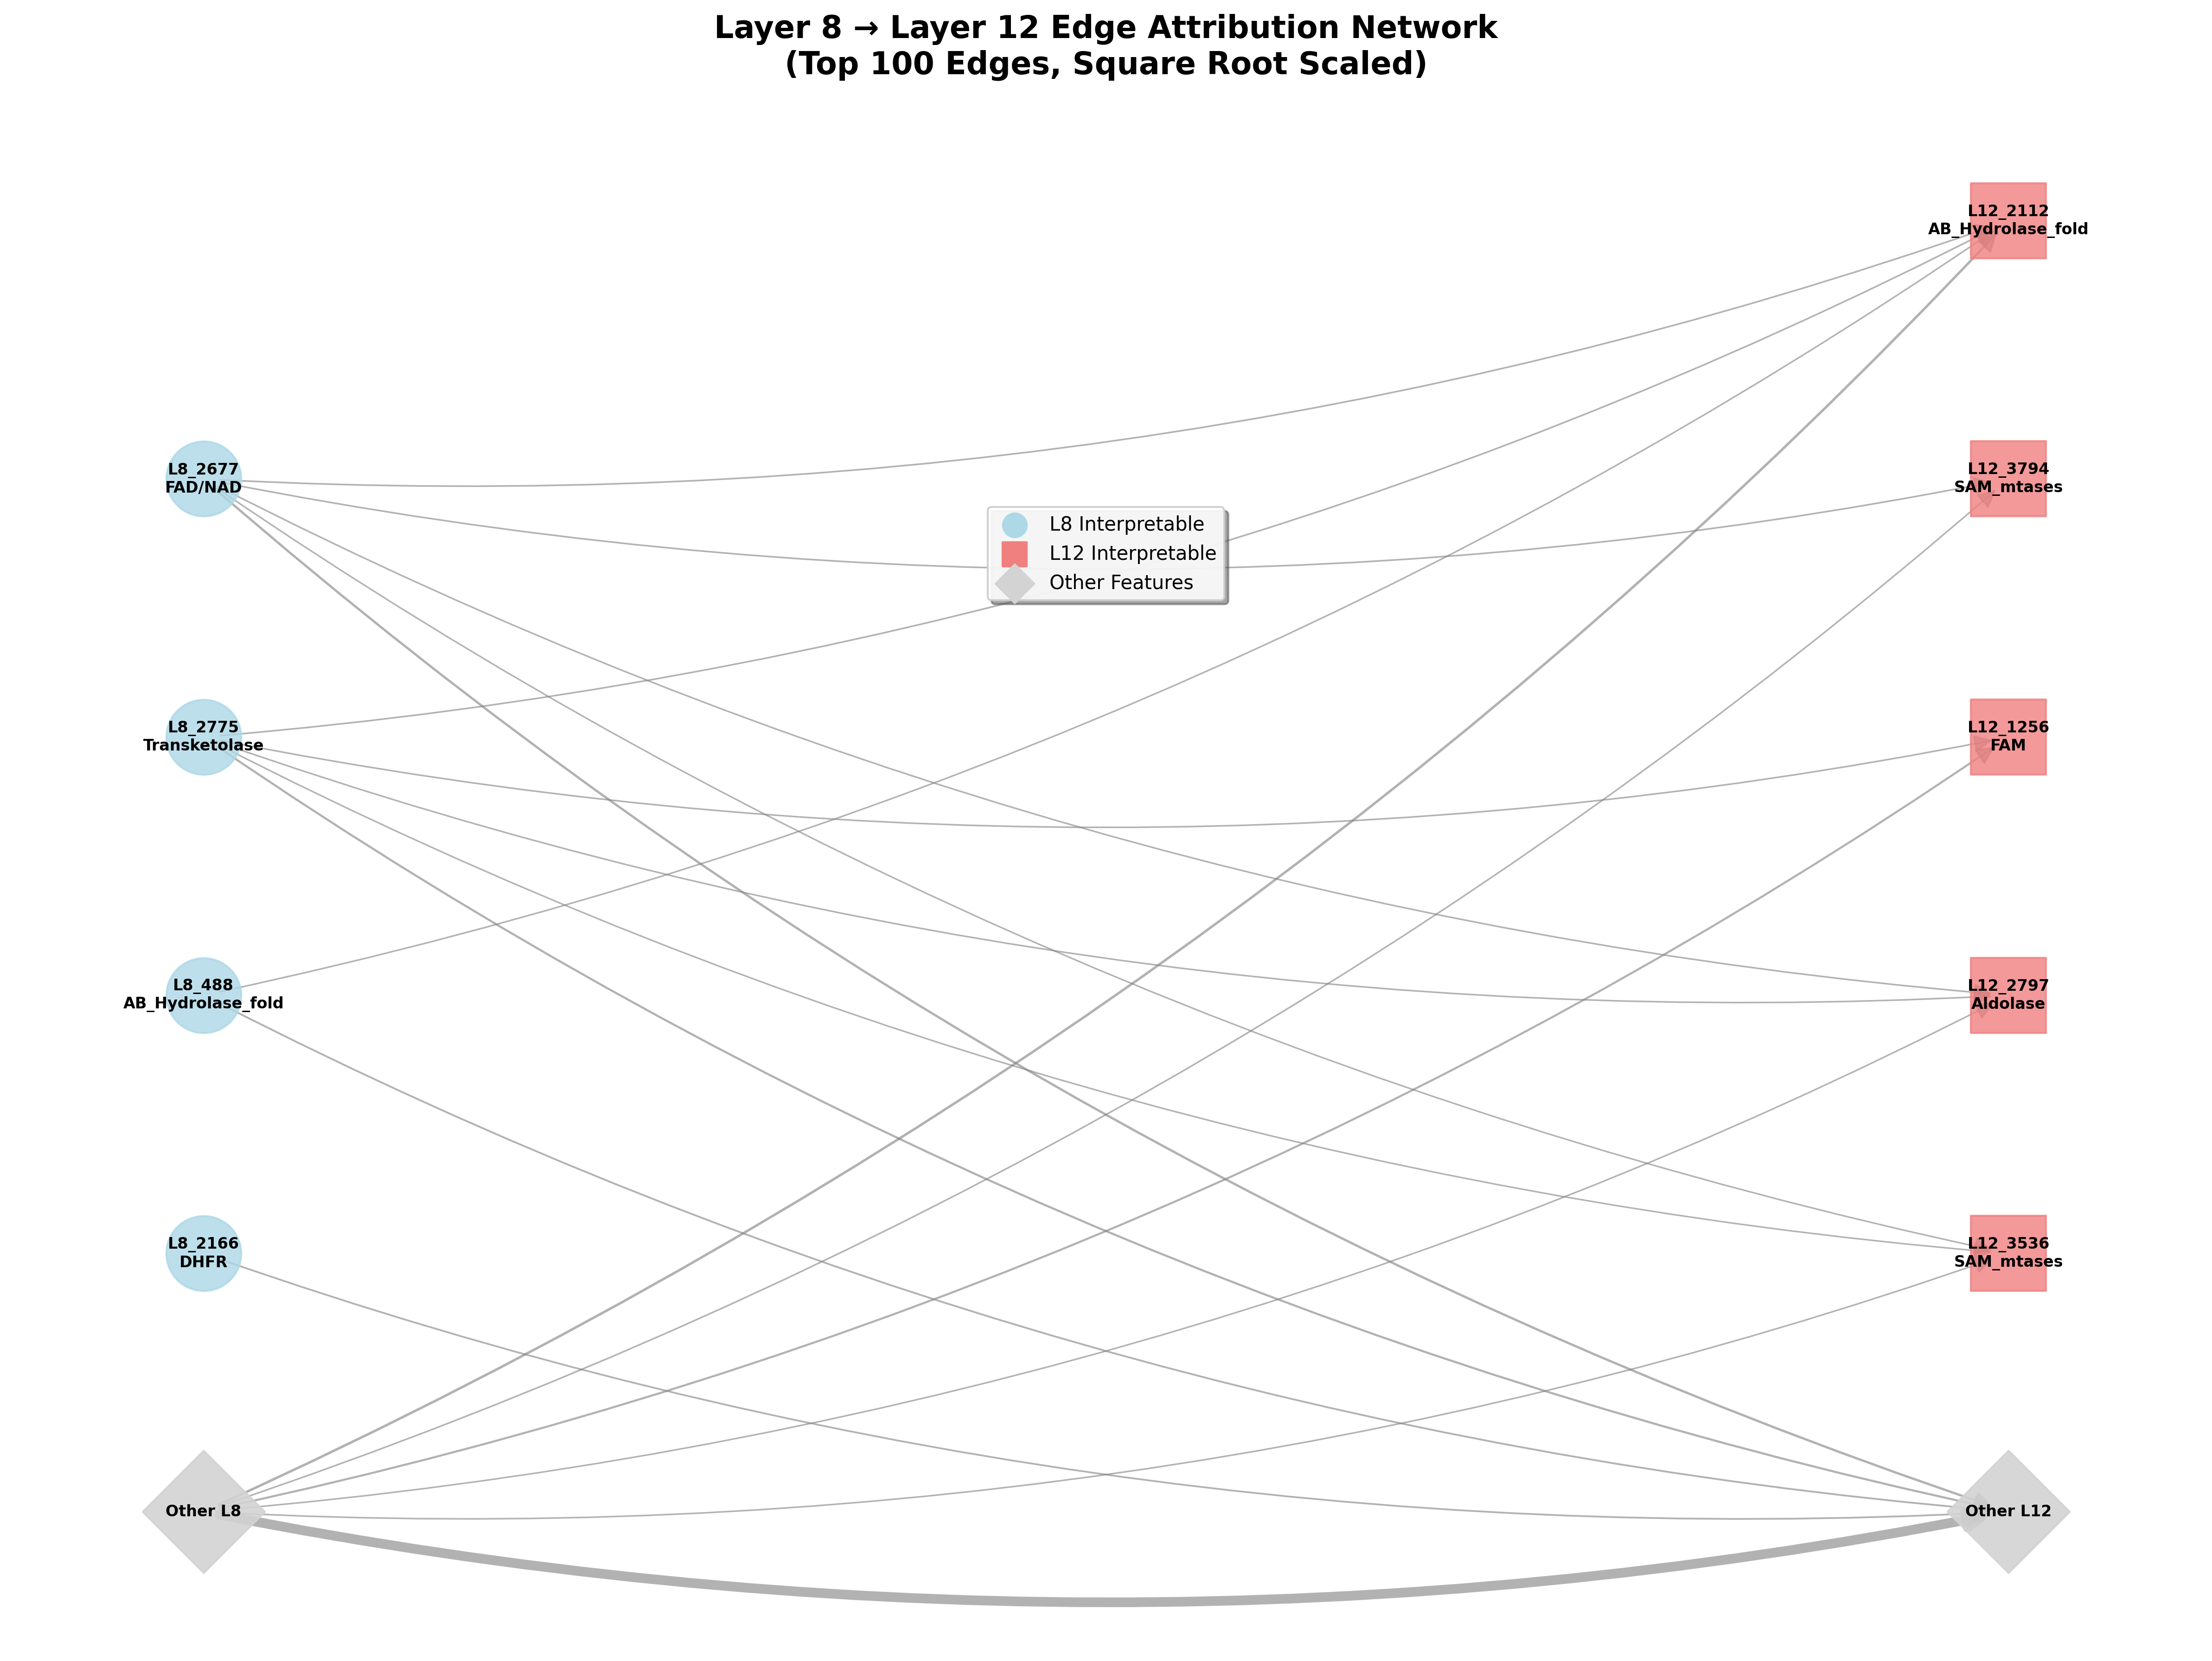 Layer 8 → Layer 12 Edge Attribution Network
(Top 100 Edges, Square Root Scaled)
L12_2112
AB_Hydrolase_fold
L8_2677
FAD/NAD
L12_3794
SAM_mtases
L8 Interpretable
L12 Interpretable
Other Features
L8_2775
Transketolase
L12_1256
FAM
L8_488
AB_Hydrolase_fold
L12_2797
Aldolase
L8_2166
DHFR
L12_3536
SAM_mtases
Other L8
Other L12